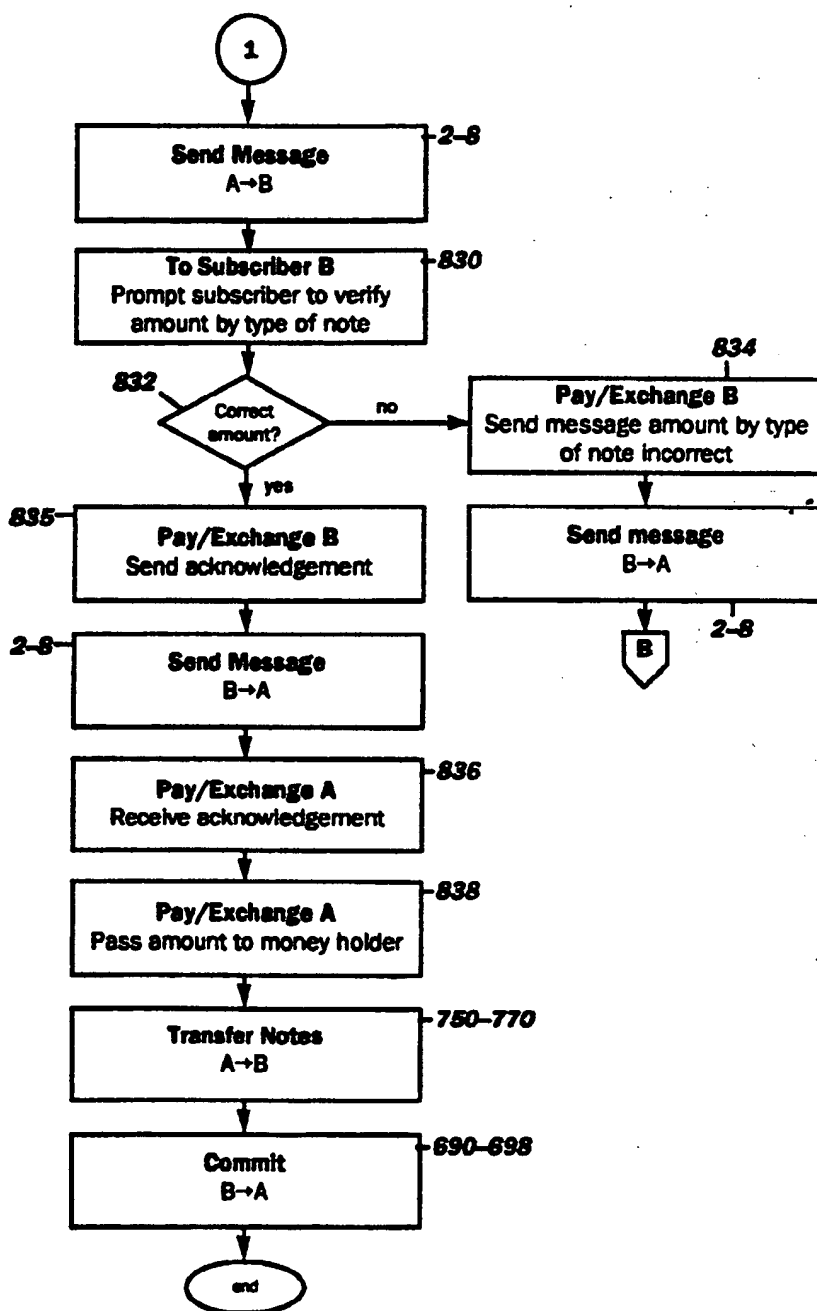 1
Send Message
A→B
2–8
To Subscriber B
Prompt subscriber to verify
amount by type of note
830
832
Correct
amount?
no
yes
834
Pay/Exchange B
Send message amount by type
of note incorrect
Send message
B→A
2–8
B
835
Pay/Exchange B
Send acknowledgement
2–8
Send Message
B→A
Pay/Exchange A
Receive acknowledgement
836
Pay/Exchange A
Pass amount to money holder
838
Transfer Notes
A→B
750–770
Commit
B→A
690–698
end